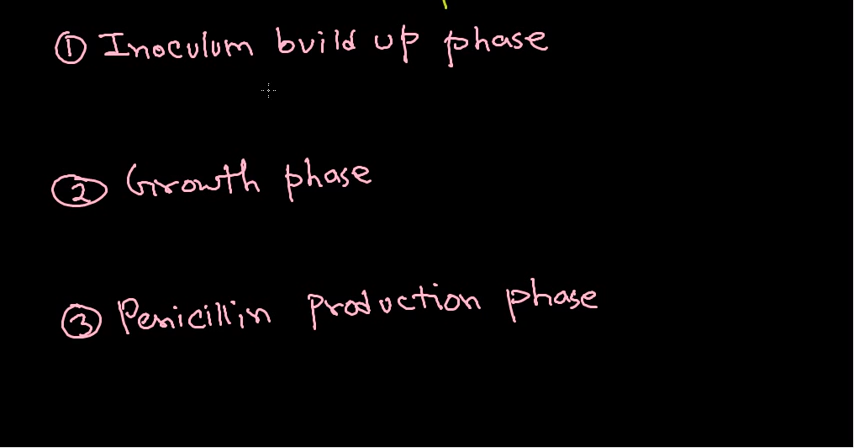 ① Inoculum build up phase
② Growth phase
③ Penicillin production phase